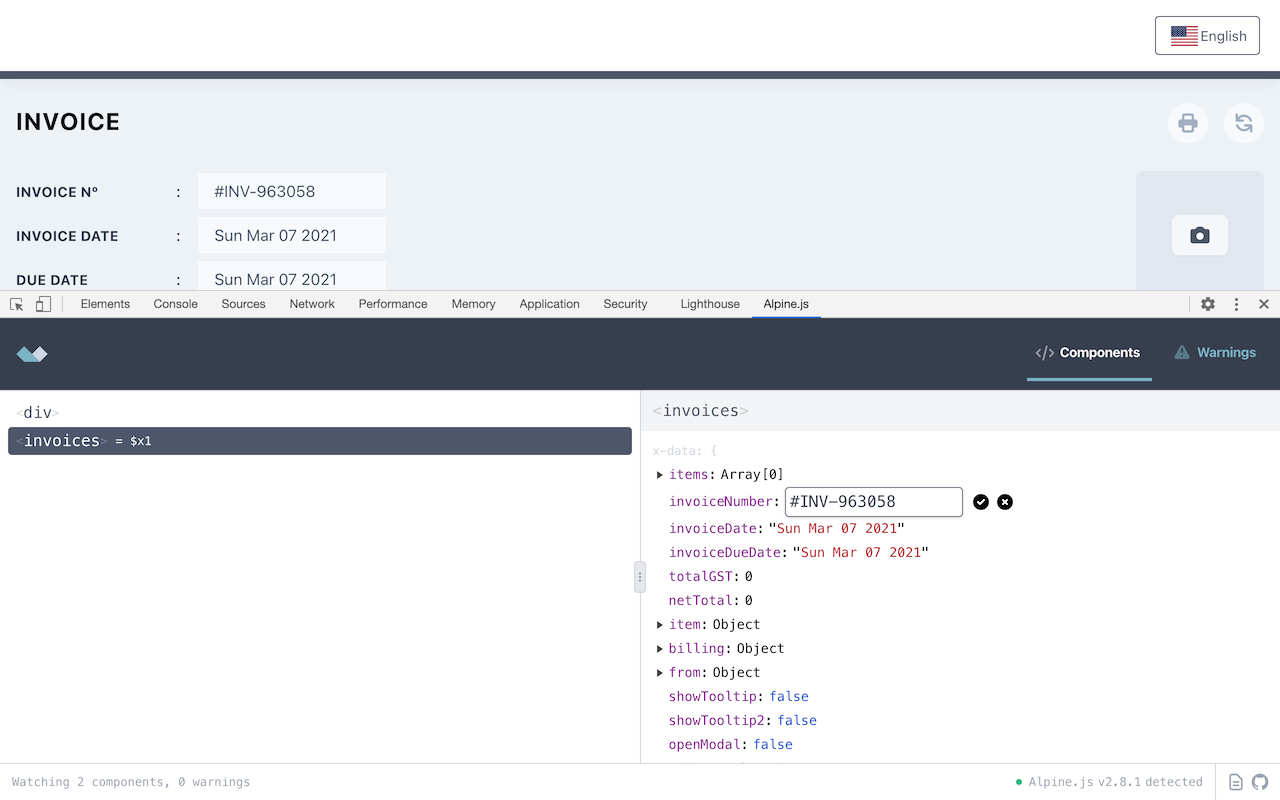 English
INVOICE
INVOICE Nº : #INV-963058
INVOICE DATE : Sun Mar 07 2021
DUE DATE : Sun Mar 07 2021
Elements Console Sources Network Performance Memory Application Security Lighthouse Alpine.js
</> Components Warnings
<div>
<invoices> = $x1
<invoices>
x-data: {
items: Array[0]
invoiceNumber: #INV-963058
invoiceDate: "Sun Mar 07 2021"
invoiceDueDate: "Sun Mar 07 2021"
totalGST: 0
netTotal: 0
item: Object
billing: Object
from: Object
showTooltip: false
showTooltip2: false
openModal: false
Watching 2 components, 0 warnings
Alpine.js v2.8.1 detected